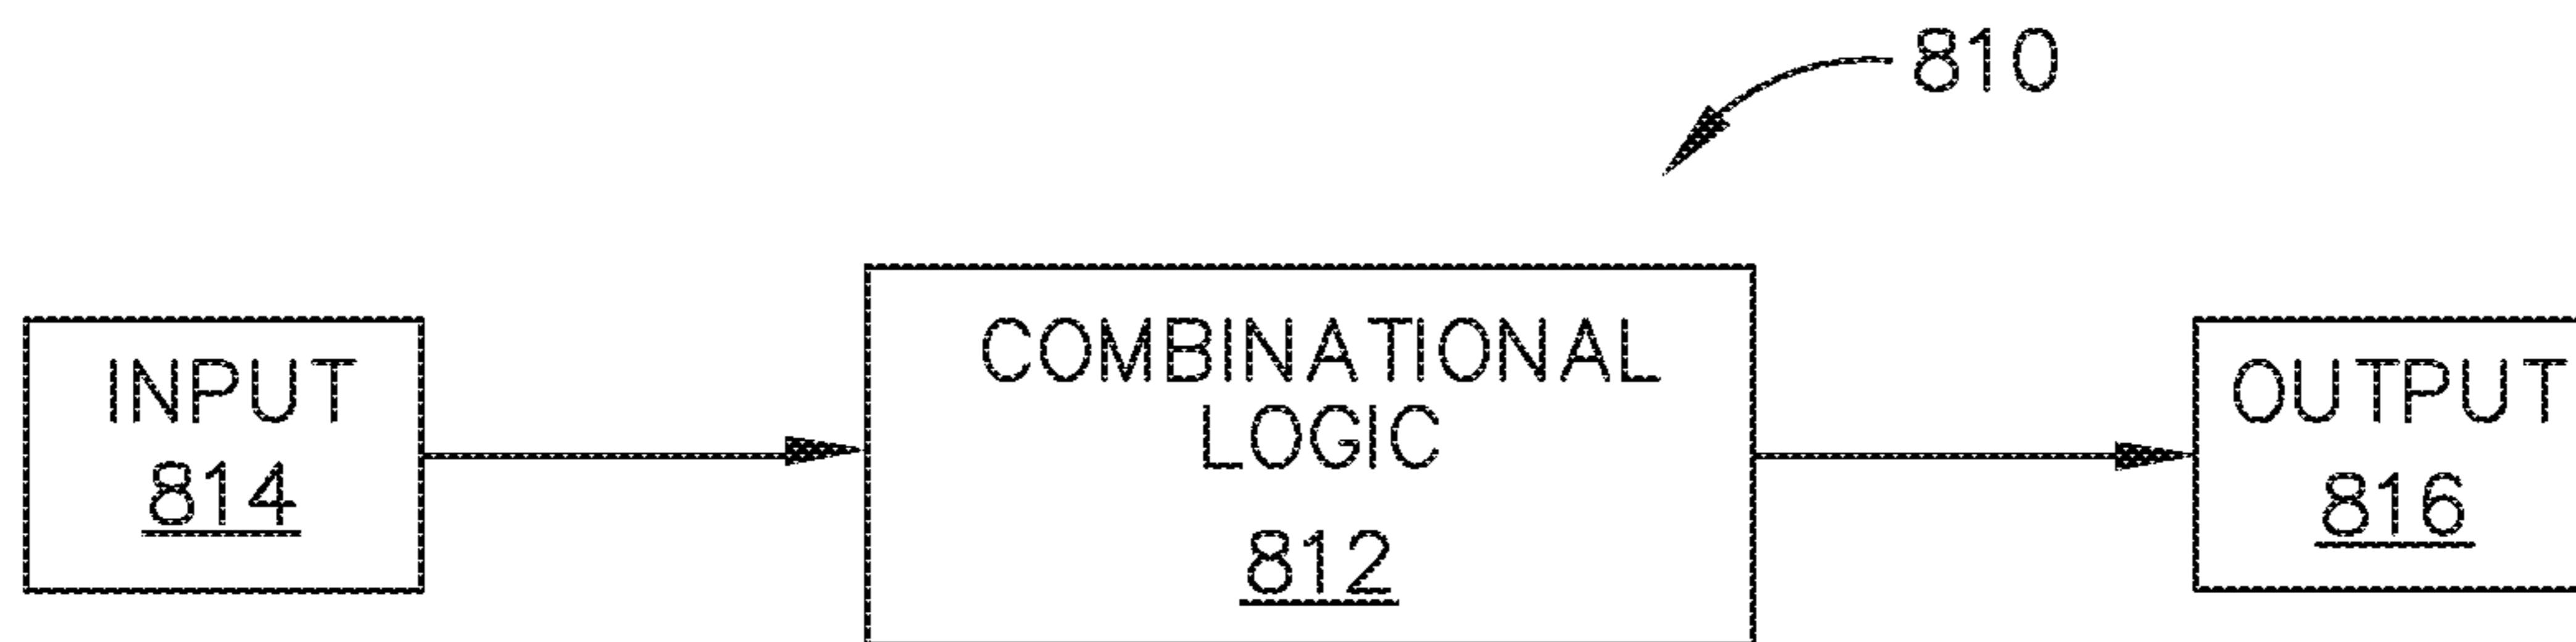 810
INPUT
814
COMBINATIONAL
LOGIC
812
OUTPUT
816